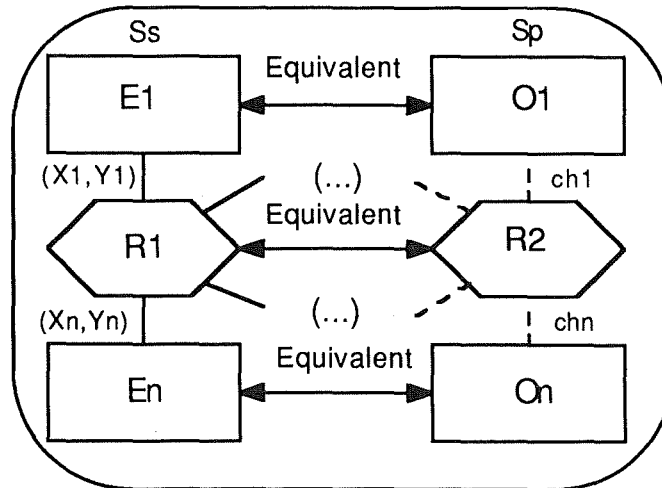 Ss Sp
E1 Equivalent O1
(X1,Y1) (...) ch1
R1 Equivalent R2
(Xn,Yn) (...) chn
En Equivalent On